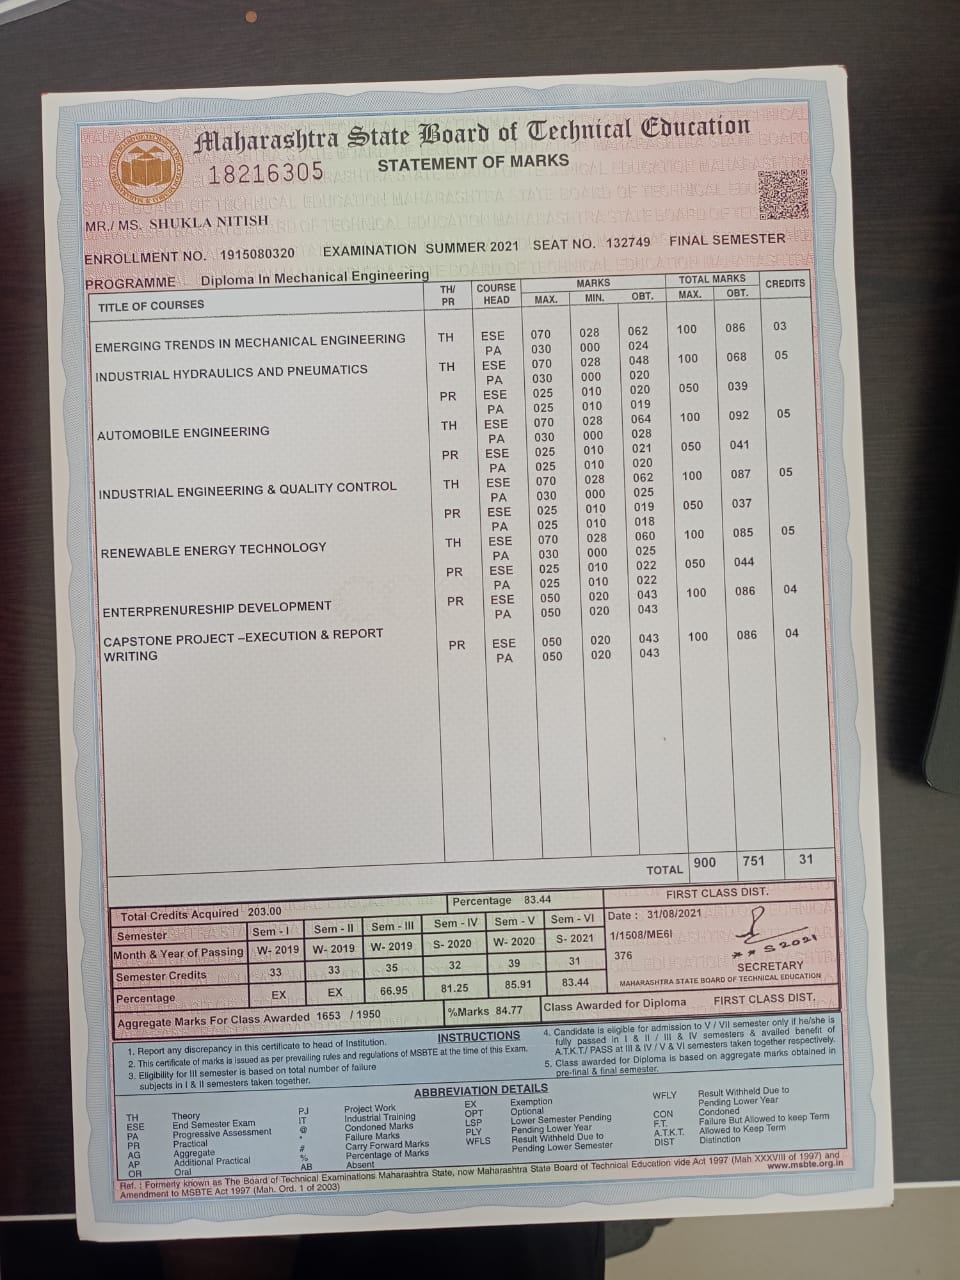 Maharashtra State Board of Technical Education
18216305 STATEMENT OF MARKS
MR./ MS. SHUKLA NITISH
ENROLLMENT NO. 1915080320 EXAMINATION SUMMER 2021 SEAT NO. 132749 FINAL SEMESTER
PROGRAMME Diploma In Mechanical Engineering
TITLE OF COURSES TH/ PR COURSE HEAD MARKS TOTAL MARKS CREDITS
MAX. MIN. OBT. MAX. OBT.
EMERGING TRENDS IN MECHANICAL ENGINEERING TH ESE 070 028 062 100 086 03
PA 030 000 024
INDUSTRIAL HYDRAULICS AND PNEUMATICS TH ESE 070 028 048 100 068 05
PA 030 000 020
PR ESE 025 010 020 050 039
PA 025 010 019
AUTOMOBILE ENGINEERING TH ESE 070 028 064 100 092 05
PA 030 000 028
PR ESE 025 010 021 050 041
PA 025 010 020
INDUSTRIAL ENGINEERING & QUALITY CONTROL TH ESE 070 028 062 100 087 05
PA 030 000 025
PR ESE 025 010 019 050 037
PA 025 010 018
RENEWABLE ENERGY TECHNOLOGY TH ESE 070 028 060 100 085 05
PA 030 000 025
PR ESE 025 010 022 050 044
PA 025 010 022
ENTERPRENURESHIP DEVELOPMENT PR ESE 050 020 043 100 086 04
PA 050 020 043
CAPSTONE PROJECT –EXECUTION & REPORT PR ESE 050 020 043 100 086 04
WRITING PA 050 020 043
TOTAL 900 751 31
Total Credits Acquired 203.00 Percentage 83.44 FIRST CLASS DIST.
Semester Sem - I Sem - II Sem - III Sem - IV Sem - V Sem - VI Date : 31/08/2021
Month & Year of Passing W- 2019 W- 2019 W- 2019 S- 2020 W- 2020 S- 2021 1/1508/ME6I
Semester Credits 33 33 35 32 39 31 376
Percentage EX EX 66.95 81.25 85.91 83.44
** S2021
SECRETARY
MAHARASHTRA STATE BOARD OF TECHNICAL EDUCATION
Aggregate Marks For Class Awarded 1653 / 1950 %Marks 84.77 Class Awarded for Diploma FIRST CLASS DIST.
INSTRUCTIONS
1. Report any discrepancy in this certificate to head of Institution.
2. This certificate of marks is issued as per prevailing rules and regulations of MSBTE at the time of this Exam.
3. Eligibility for III semester is based on total number of failure
subjects in I & II semesters taken together.
4. Candidate is eligible for admission to V / VII semester only if he/she is
fully passed in I & II / III & IV semesters & availed benefit of
A.T.K.T/ PASS at III & IV / V & VI semesters taken together respectively.
5. Class awarded for Diploma is based on aggregate marks obtained in
pre-final & final semester.
ABBREVIATION DETAILS
TH Theory
ESE End Semester Exam
PA Progressive Assessment
PR Practical
AG Aggregate
AP Additional Practical
OR Oral
PJ Project Work
IT Industrial Training
@ Condoned Marks
* Failure Marks
# Carry Forward Marks
% Percentage of Marks
AB Absent
EX Exemption
OPT Optional
LSP Lower Semester Pending
PLY Pending Lower Year
WFLS Result Withheld Due to
Pending Lower Semester
WFLY Result Withheld Due to
Pending Lower Year
CON Condoned
F.T. Failure But Allowed to keep Term
A.T.K.T. Allowed to Keep Term
DIST Distinction
Ref. : Formerly known as The Board of Technical Examinations Maharashtra State, now Maharashtra State Board of Technical Education vide Act 1997 (Mah XXXVIII of 1997) and
Amendment to MSBTE Act 1997 (Mah. Ord. 1 of 2003) www.msbte.org.in